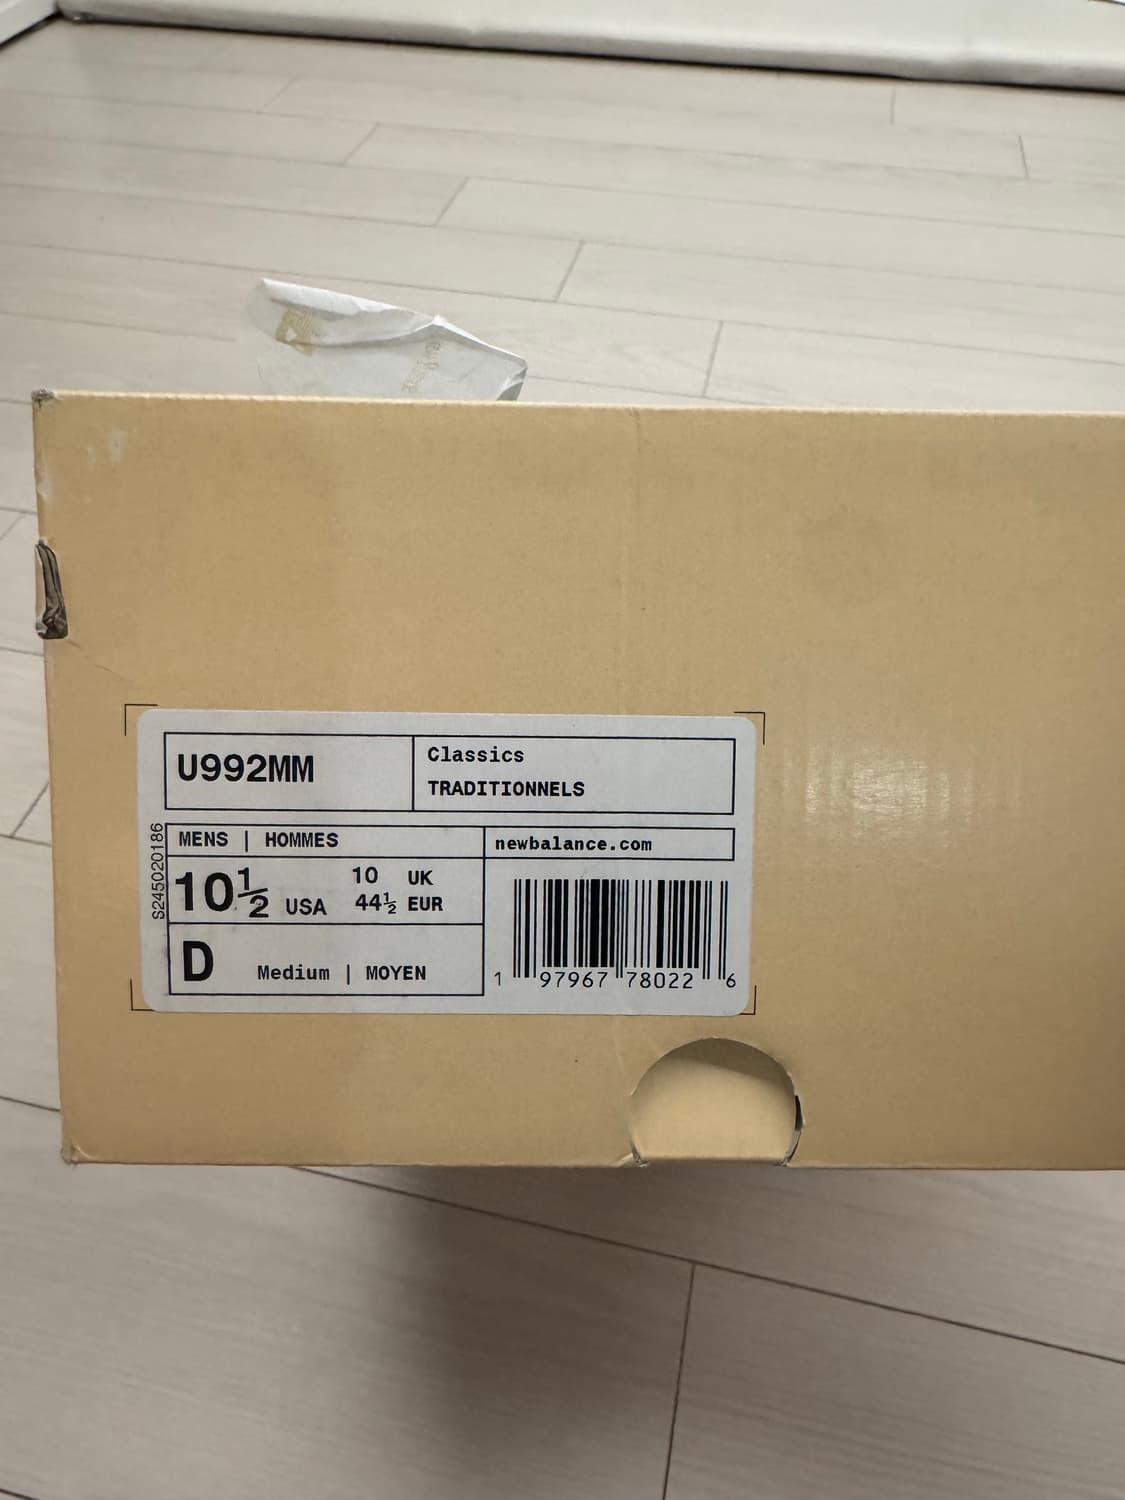 U992MM
Classics
TRADITIONNELS
S245020186
MENS | HOMMES
newbalance.com
10½ USA
10 UK
44½ EUR
D Medium | MOYEN
1 97967 78022 6